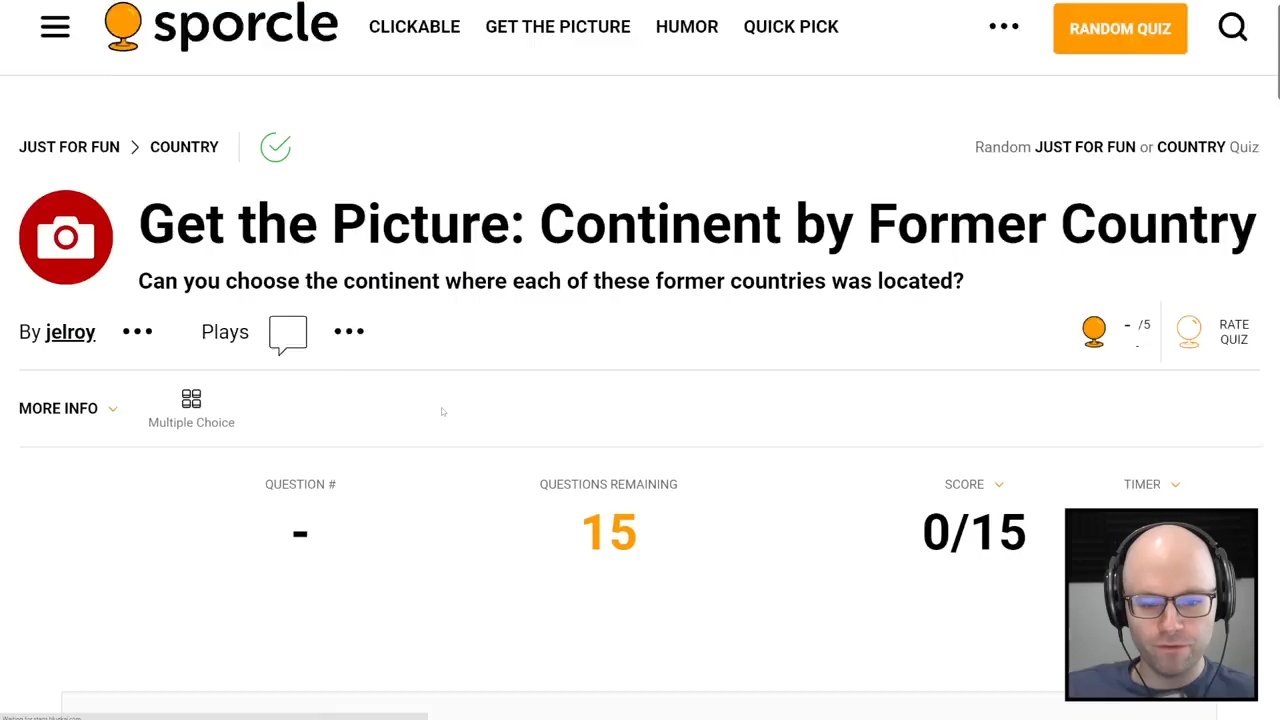 sporcle
CLICKABLE
GET THE PICTURE
HUMOR
QUICK PICK
RANDOM QUIZ
JUST FOR FUN > COUNTRY
Random JUST FOR FUN or COUNTRY Quiz
Get the Picture: Continent by Former Country
Can you choose the continent where each of these former countries was located?
By jelroy
Plays
- /5
-
RATE
QUIZ
MORE INFO
Multiple Choice
QUESTION #
QUESTIONS REMAINING
SCORE
TIMER
-
15
0/15